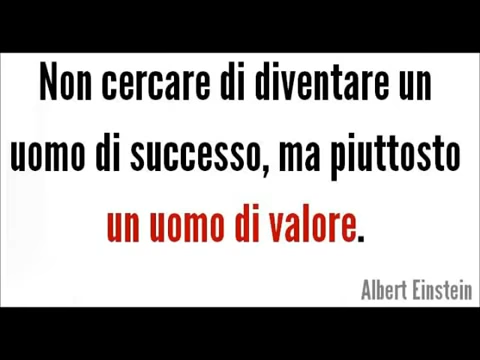 Non cercare di diventare un
uomo di successo, ma piuttosto
un uomo di valore.
Albert Einstein